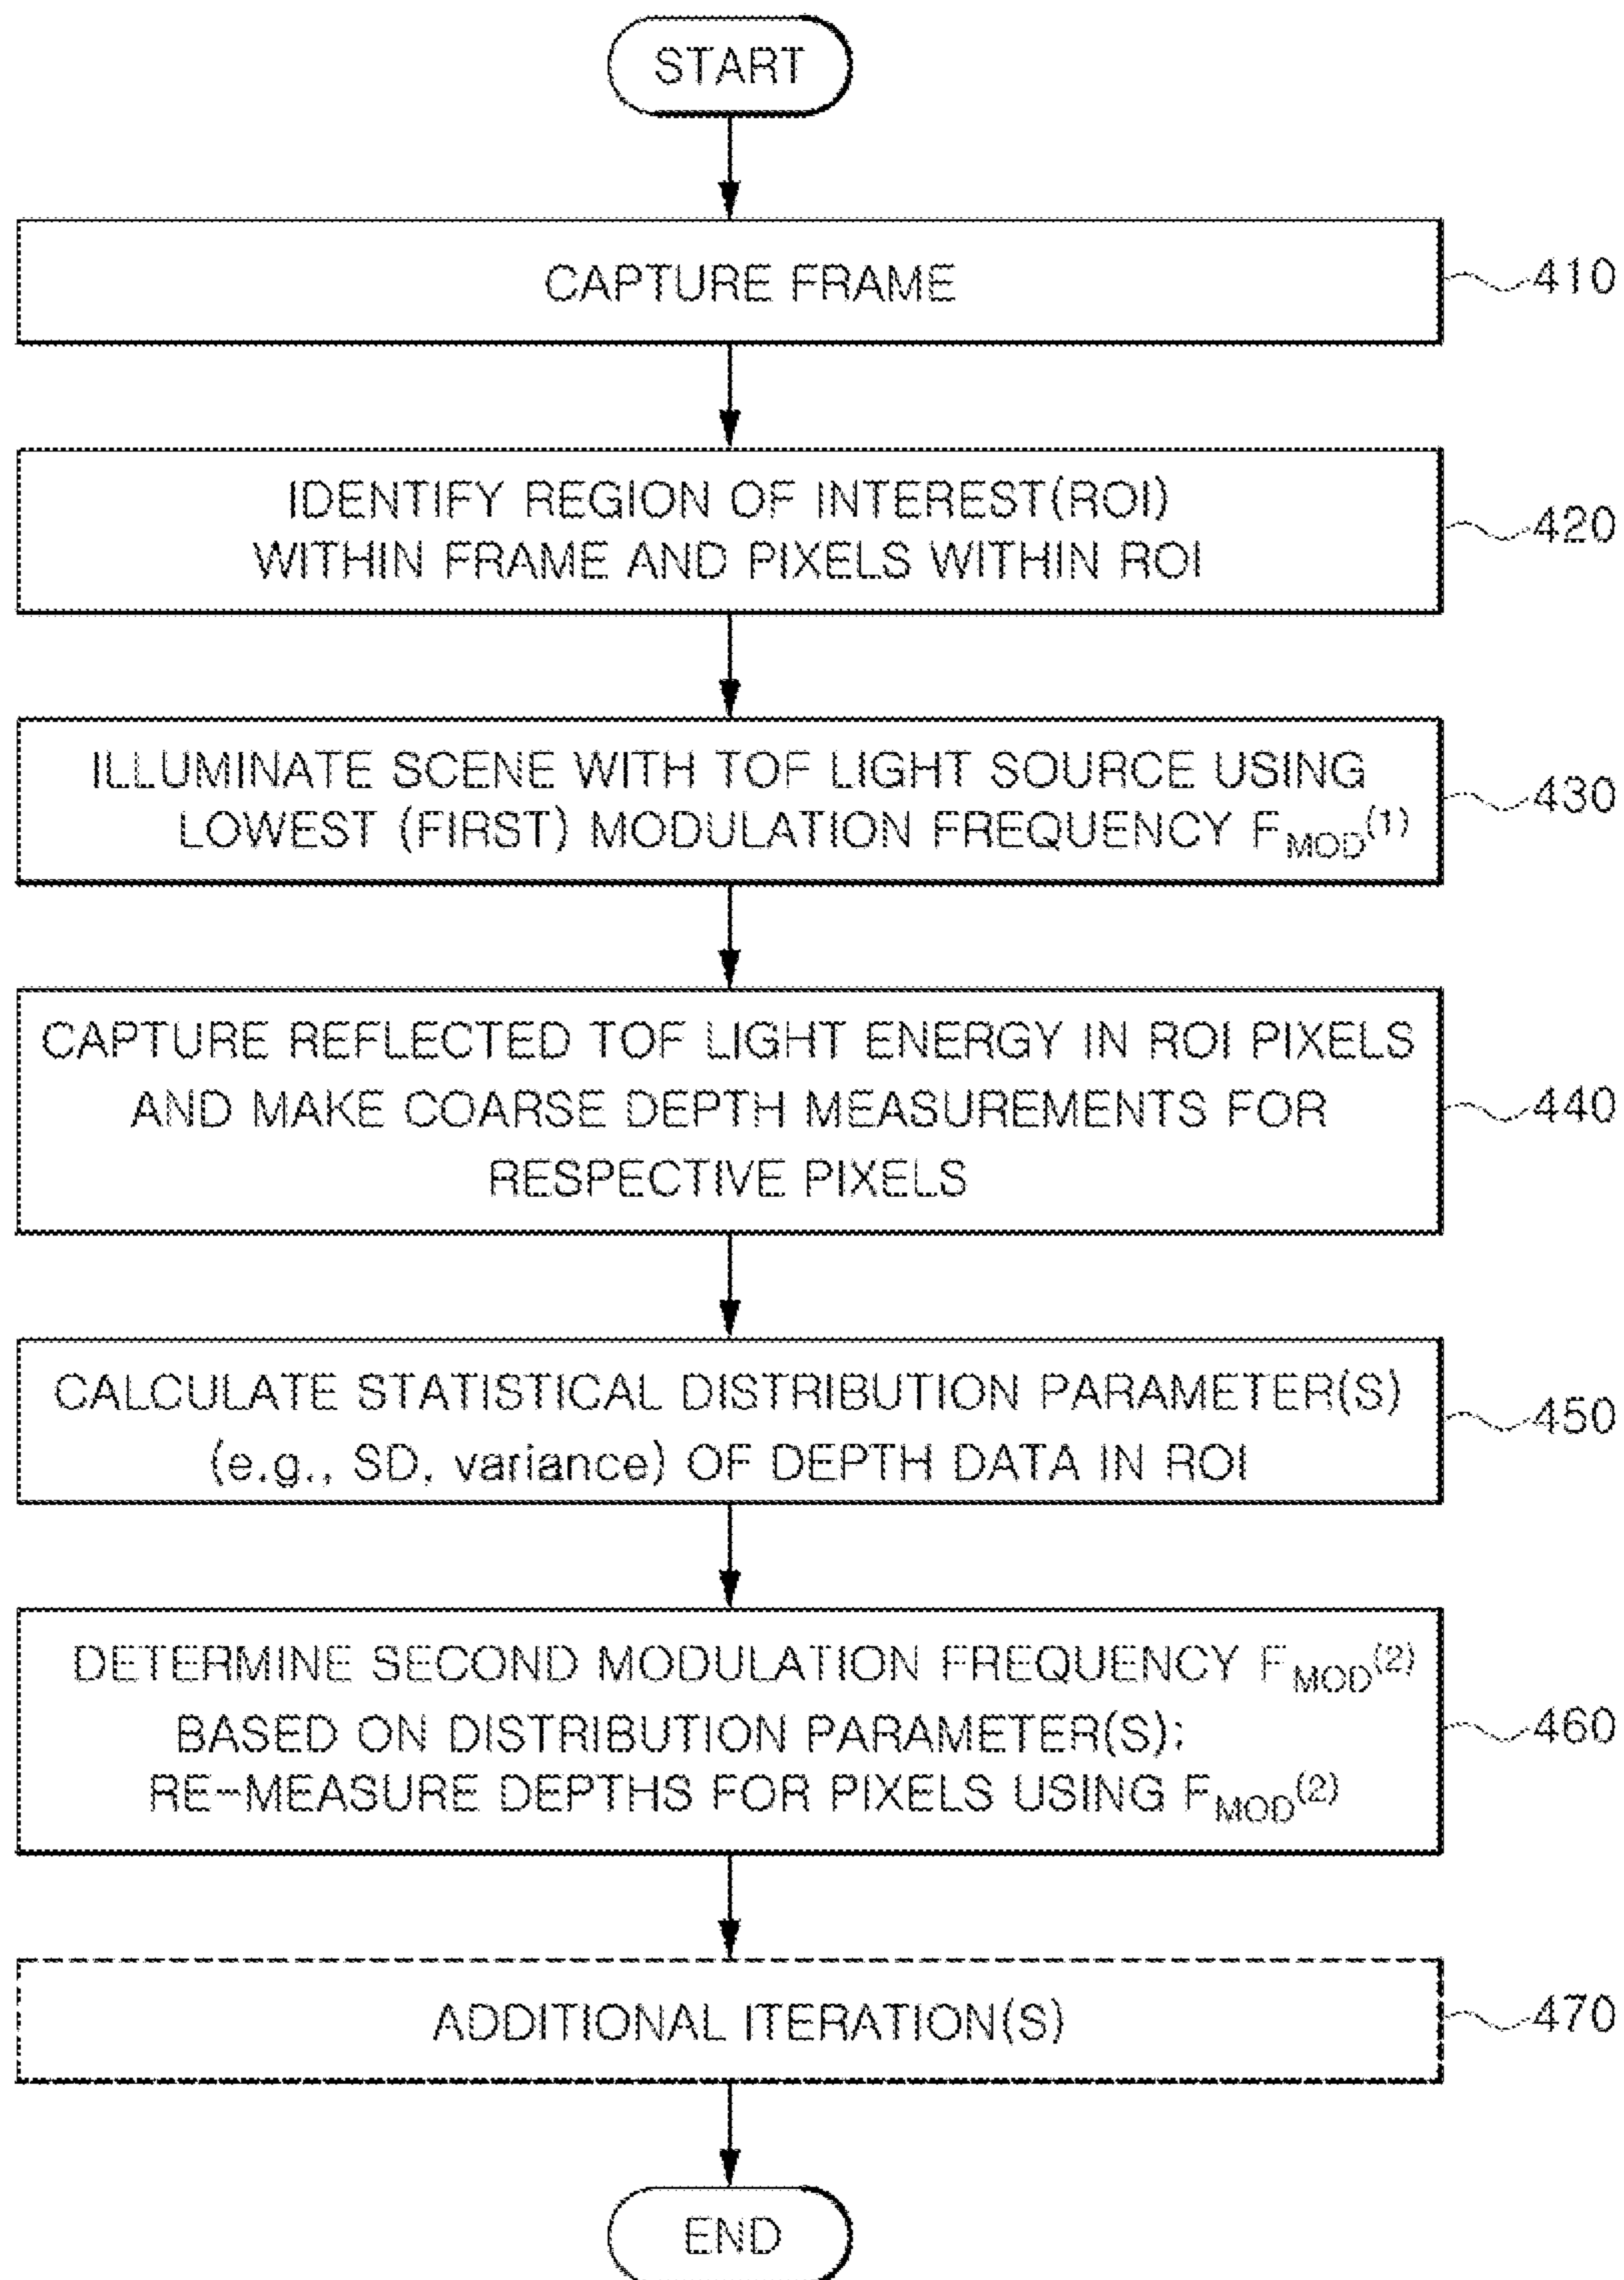 START
CAPTURE FRAME
410
IDENTIFY REGION OF INTEREST(ROI)
WITHIN FRAME AND PIXELS WITHIN ROI
420
ILLUMINATE SCENE WITH TOF LIGHT SOURCE USING
LOWEST (FIRST) MODULATION FREQUENCY FMOD(1)
430
CAPTURE REFLECTED TOF LIGHT ENERGY IN ROI PIXELS
AND MAKE COARSE DEPTH MEASUREMENTS FOR
RESPECTIVE PIXELS
440
CALCULATE STATISTICAL DISTRIBUTION PARAMETER(S)
(e.g., SD, variance) OF DEPTH DATA IN ROI
450
DETERMINE SECOND MODULATION FREQUENCY FMOD(2)
BASED ON DISTRIBUTION PARAMETER(S);
RE-MEASURE DEPTHS FOR PIXELS USING FMOD(2)
460
ADDITIONAL ITERATION(S)
470
END